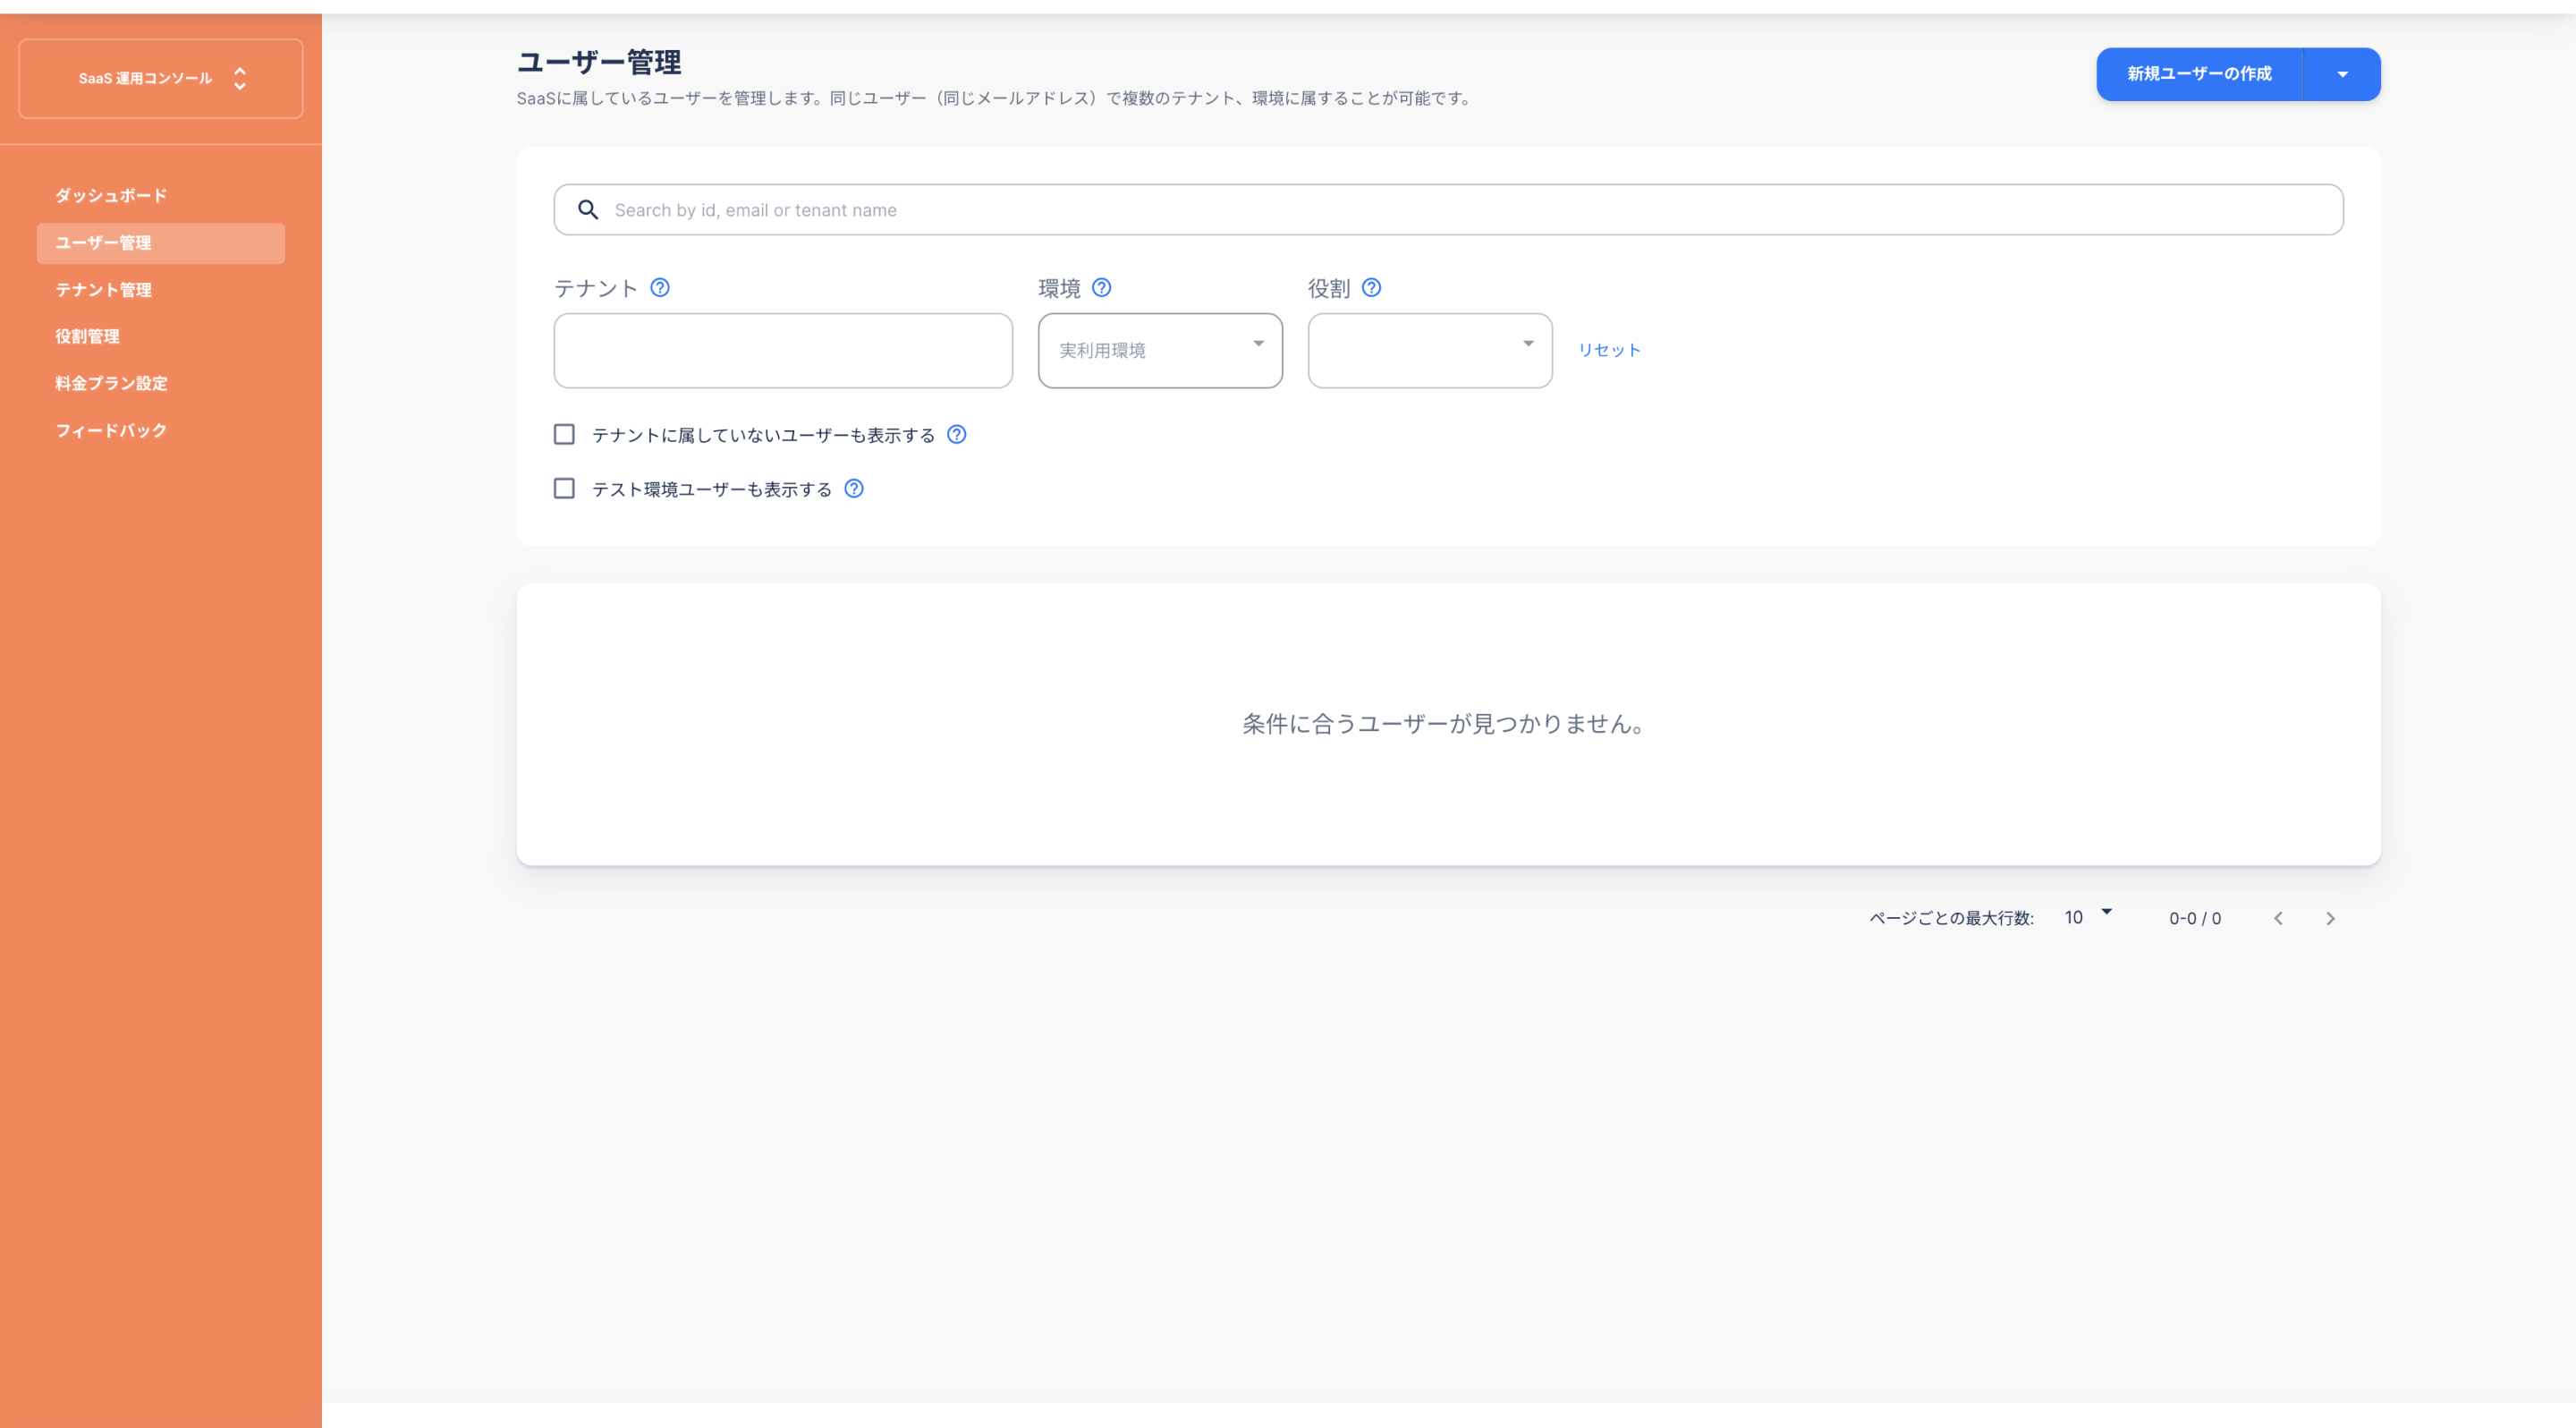 SaaS 運用コンソール
ダッシュボード
ユーザー管理
テナント管理
役割管理
料金プラン設定
フィードバック
ユーザー管理
SaaSに属しているユーザーを管理します。同じユーザー（同じメールアドレス）で複数のテナント、環境に属することが可能です。
新規ユーザーの作成
Search by id, email or tenant name
テナント
環境
役割
実利用環境
リセット
テナントに属していないユーザーも表示する
テスト環境ユーザーも表示する
条件に合うユーザーが見つかりません。
ページごとの最大行数: 10 0-0 / 0